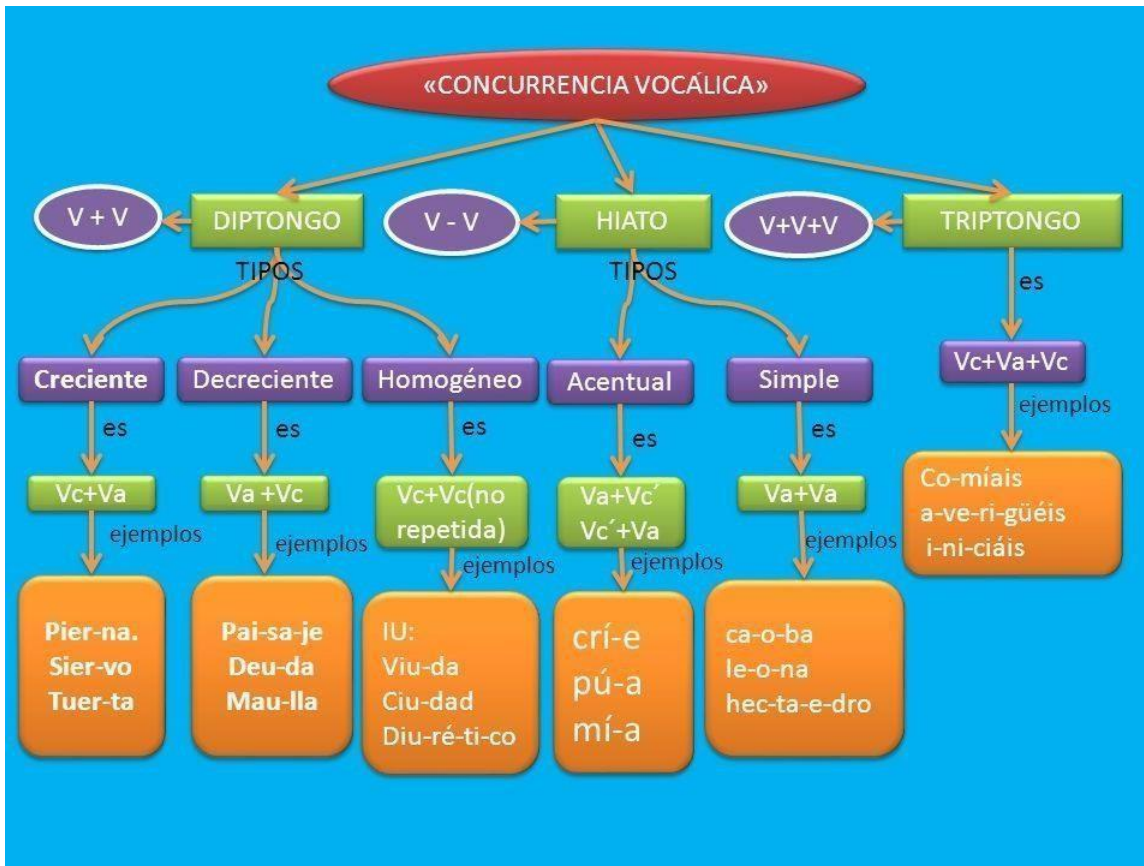 «CONCURRENCIA VOCÁLICA»
V + V
DIPTONGO
V - V
HIATO
V+V+V
TRIPTONGO
TIPOS
TIPOS
es
Creciente
Decreciente
Homogéneo
Acentual
Simple
Vc+Va+Vc
es
es
es
es
es
ejemplos
Vc+Va
Va +Vc
Vc+Vc(no
repetida)
Va+Vc´
Vc´+Va
Va+Va
Co-míais
a-ve-ri-güéis
i-ni-ciáis
ejemplos
ejemplos
ejemplos
ejemplos
ejemplos
Pier-na.
Sier-vo
Tuer-ta
Pai-sa-je
Deu-da
Mau-lla
IU:
Viu-da
Ciu-dad
Diu-ré-ti-co
crí-e
pú-a
mí-a
ca-o-ba
le-o-na
hec-ta-e-dro